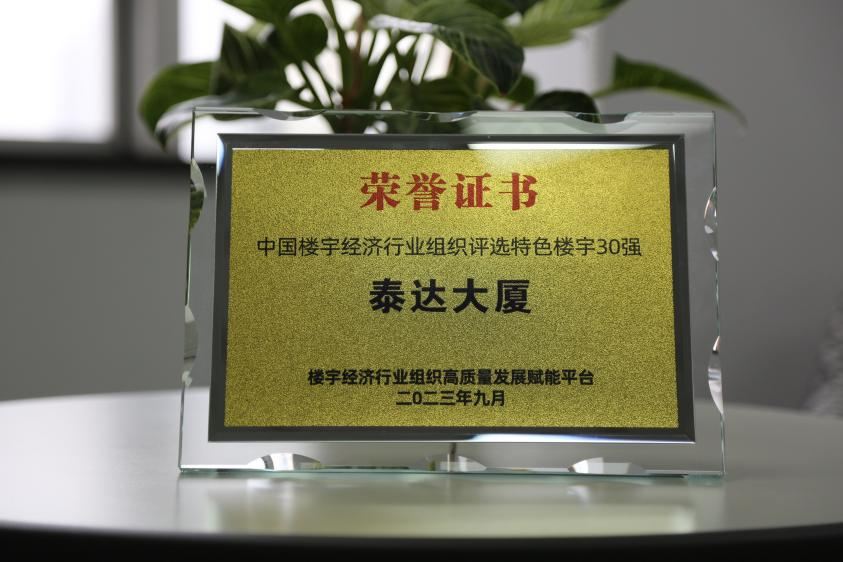 荣誉证书
中国楼宇经济行业组织评选特色楼宇30强
泰达大厦
楼宇经济行业组织高质量发展赋能平台
二0二三年九月